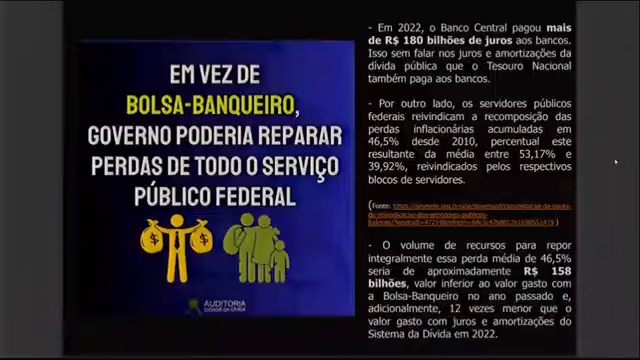 EM VEZ DE
BOLSA-BANQUEIRO,
GOVERNO PODERIA REPARAR
PERDAS DE TODO O SERVIÇO
PÚBLICO FEDERAL
AUDITORIA
CIDADÃ DA DÍVIDA
- Em 2022, o Banco Central pagou mais
de R$ 180 bilhões de juros aos bancos.
Isso sem falar nos juros e amortizações da
dívida pública que o Tesouro Nacional
também paga aos bancos.
- Por outro lado, os servidores públicos
federais reivindicam a recomposição das
perdas inflacionárias acumuladas em
46,5% desde 2010, percentual este
resultante da média entre 53,17% e
39,92%, reivindicados pelos respectivos
blocos de servidores.
(Fonte:
- O volume de recursos para repor
integralmente essa perda média de 46,5%
seria de aproximadamente R$ 158
bilhões, valor inferior ao valor gasto com
a Bolsa-Banqueiro no ano passado e,
adicionalmente, 12 vezes menor que o
valor gasto com juros e amortizações do
Sistema da Dívida em 2022.